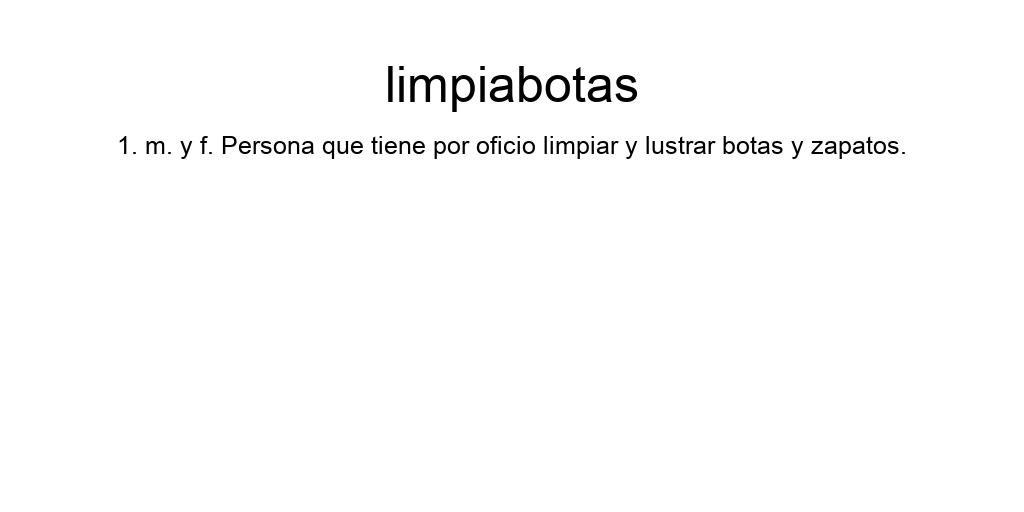 limpiabotas
1. m. y f. Persona que tiene por oficio limpiar y lustrar botas y zapatos.